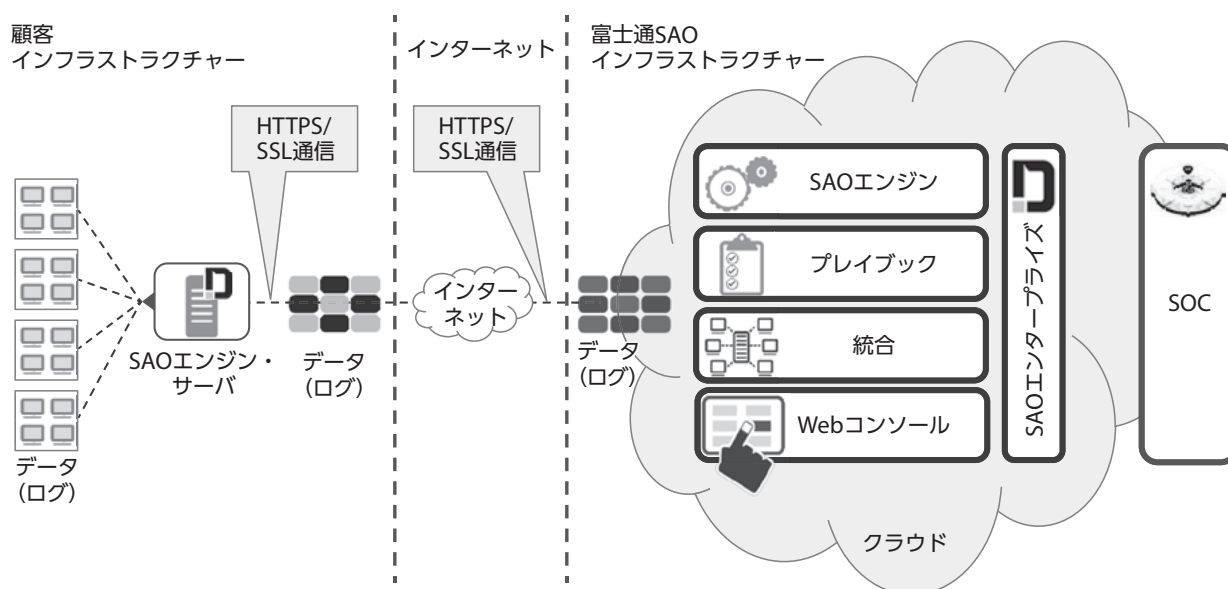 顧客
インフラストラクチャー
インターネット
富士通SAO
インフラストラクチャー
HTTPS/
SSL通信
HTTPS/
SSL通信
SAOエンジン
プレイブック
統合
Webコンソール
SAOエンタープライズ
SOC
インター
ネット
SAOエンジン・
サーバ
データ
(ログ)
データ
(ログ)
データ
(ログ)
クラウド